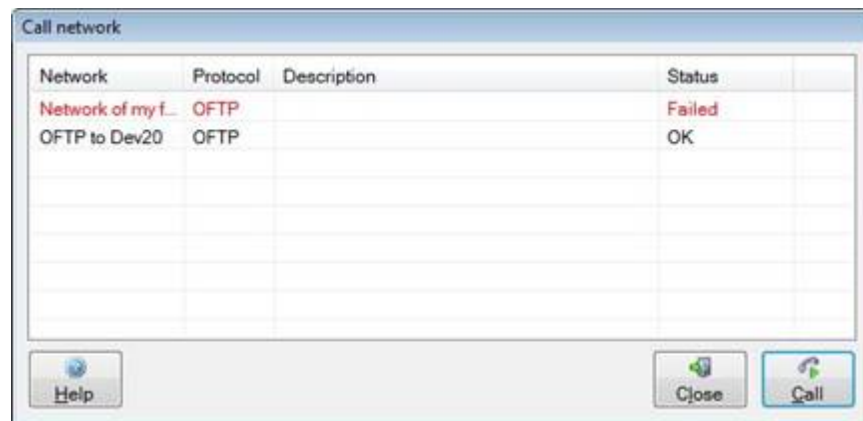 Call network
Network Protocol Description Status
Network of my f... OFTP Failed
OFTP to Dev20 OFTP OK
Help Close Call